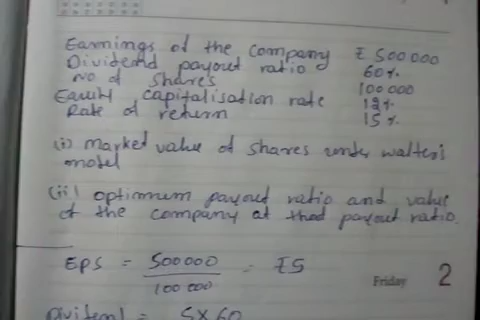 Earnings of the company ₹ 500000
Dividend payout ratio 60%
no of shares 100000
Equity capitalisation rate 12%
Rate of return 15%
(i) market value of shares under walter's
model
(ii) optimum payout ratio and value
of the company at that payout ratio.
EPS = 500000 / 100 000 = ₹5
Friday 2
Dividend = 5X60